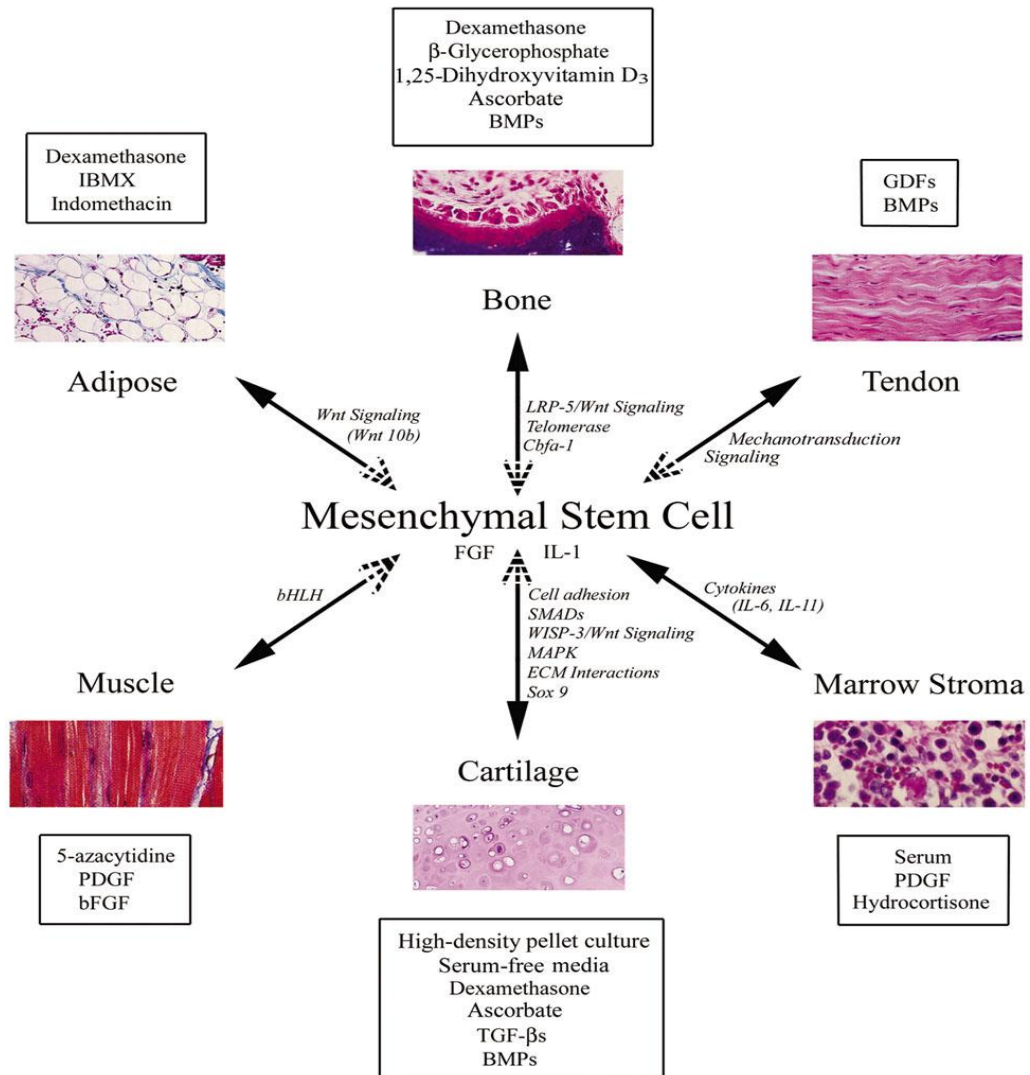 Dexamethasone
β-Glycerophosphate
1,25-Dihydroxyvitamin D₃
Ascorbate
BMPs
Dexamethasone
IBMX
Indomethacin
GDFs
BMPs
Bone
Adipose
Tendon
Wnt Signaling
(Wnt 10b)
LRP-5/Wnt Signaling
Telomerase
Cbfa-1
Mechanotransduction
Signaling
Mesenchymal Stem Cell
FGF IL-1
bHLH
Cell adhesion
SMADs
WISP-3/Wnt Signaling
MAPK
ECM Interactions
Sox 9
Cytokines
(IL-6, IL-11)
Muscle
Marrow Stroma
Cartilage
5-azacytidine
PDGF
bFGF
Serum
PDGF
Hydrocortisone
High-density pellet culture
Serum-free media
Dexamethasone
Ascorbate
TGF-βs
BMPs